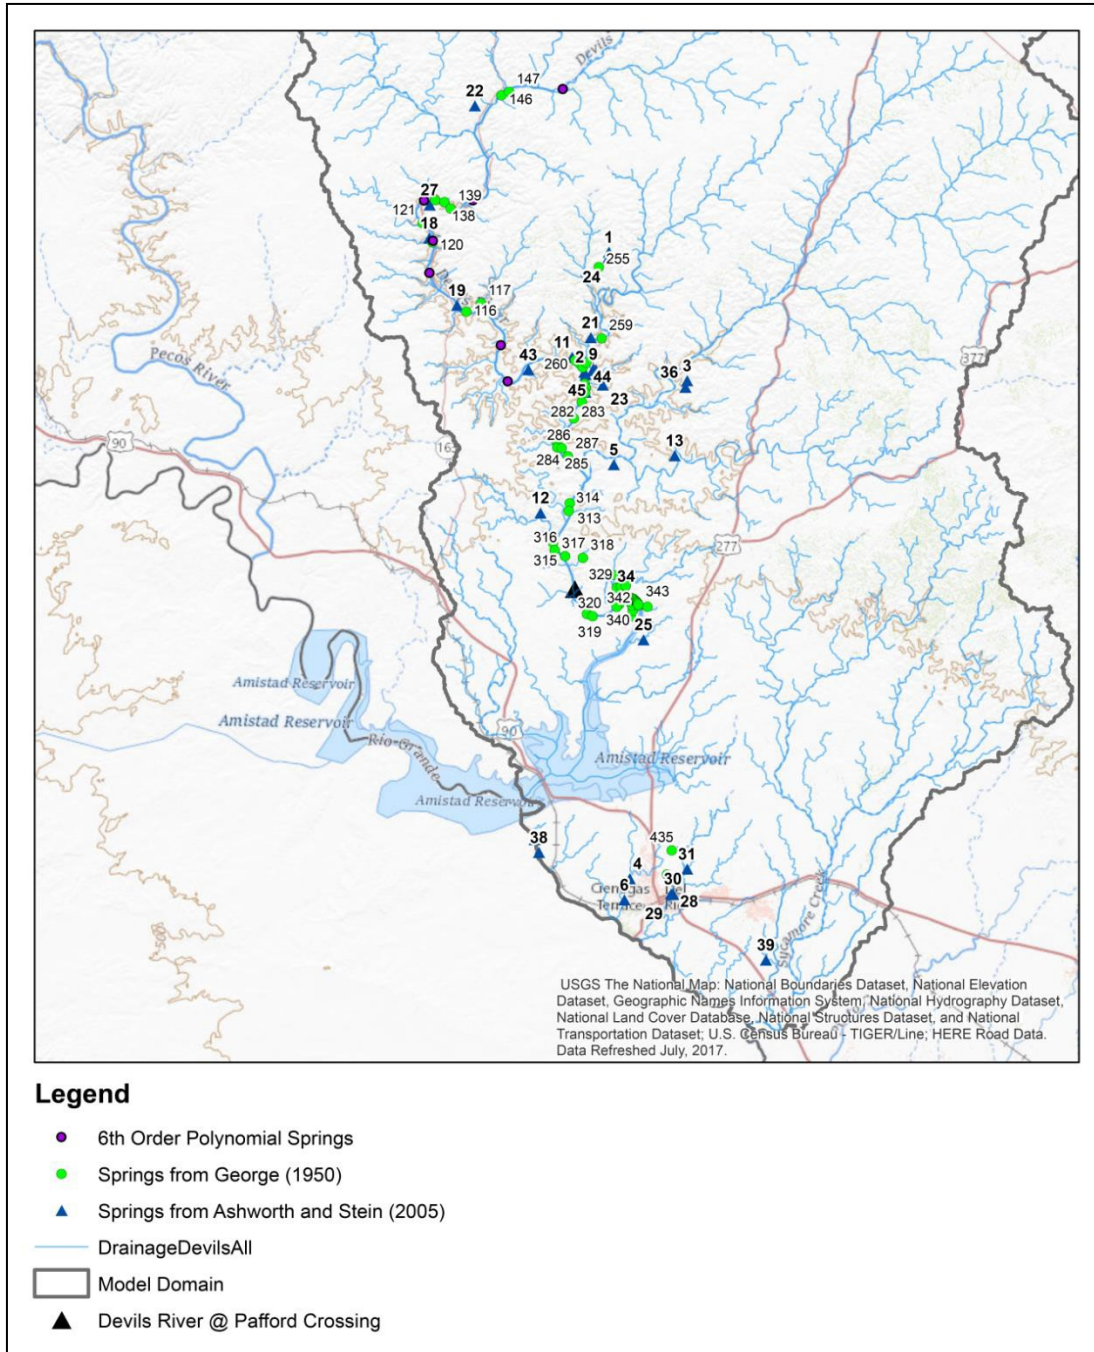 Devils
147
22
146
27
139
121
138
18
120
1
255
24
Devils
117
19
116
21
259
11
9
2
260
43
44
36
3
Pecos River
377
45
23
282
283
286
287
284
285
5
13
90
163
12
314
313
316
317
318
315
277
329
34
320
342
343
340
319
25
Amistad Reservoir
Amistad Reservoir
Rio Grande
90
Amistad Reservoir
Amistad Reservoir
435
38
31
4
30
Cienegas
Terrace
Del
Rio
6
28
29
39
Sycamore Creek
USGS The National Map: National Boundaries Dataset, National Elevation
Dataset, Geographic Names Information System, National Hydrography Dataset,
National Land Cover Database, National Structures Dataset, and National
Transportation Dataset; U.S. Census Bureau - TIGER/Line; HERE Road Data.
Data Refreshed July, 2017.
Legend
6th Order Polynomial Springs
Springs from George (1950)
Springs from Ashworth and Stein (2005)
DrainageDevilsAll
Model Domain
Devils River @ Pafford Crossing